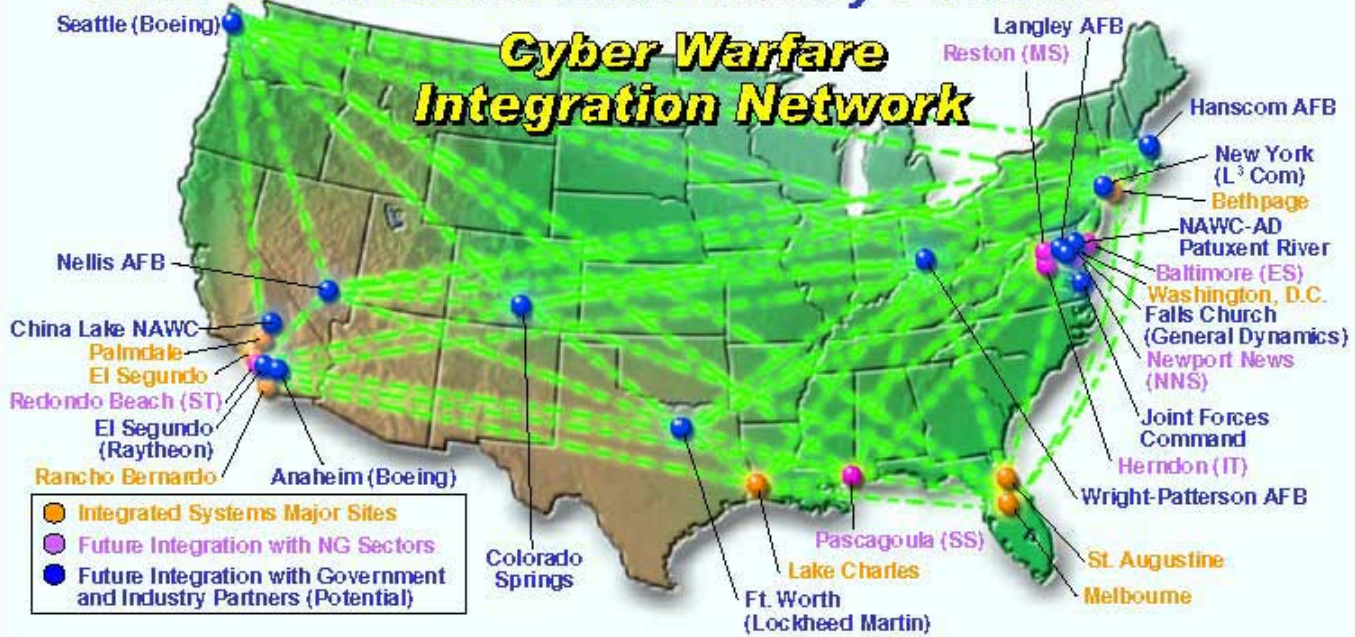 Cyber Warfare
Integration Network
Seattle (Boeing)
Nellis AFB
China Lake NAWC
Palmdale
El Segundo
Redondo Beach (ST)
El Segundo
(Raytheon)
Rancho Bernardo
Anaheim (Boeing)
Integrated Systems Major Sites
Future Integration with NG Sectors
Future Integration with Government
and Industry Partners (Potential)
Colorado
Springs
Ft. Worth
(Lockheed Martin)
Lake Charles
Pascagoula (SS)
Langley AFB
Reston (MS)
Hanscom AFB
New York
(L³ Com)
Bethpage
NAWC-AD
Patuxent River
Baltimore (ES)
Washington, D.C.
Falls Church
(General Dynamics)
Newport News
(NNS)
Joint Forces
Command
Herndon (IT)
Wright-Patterson AFB
St. Augustine
Melbourne